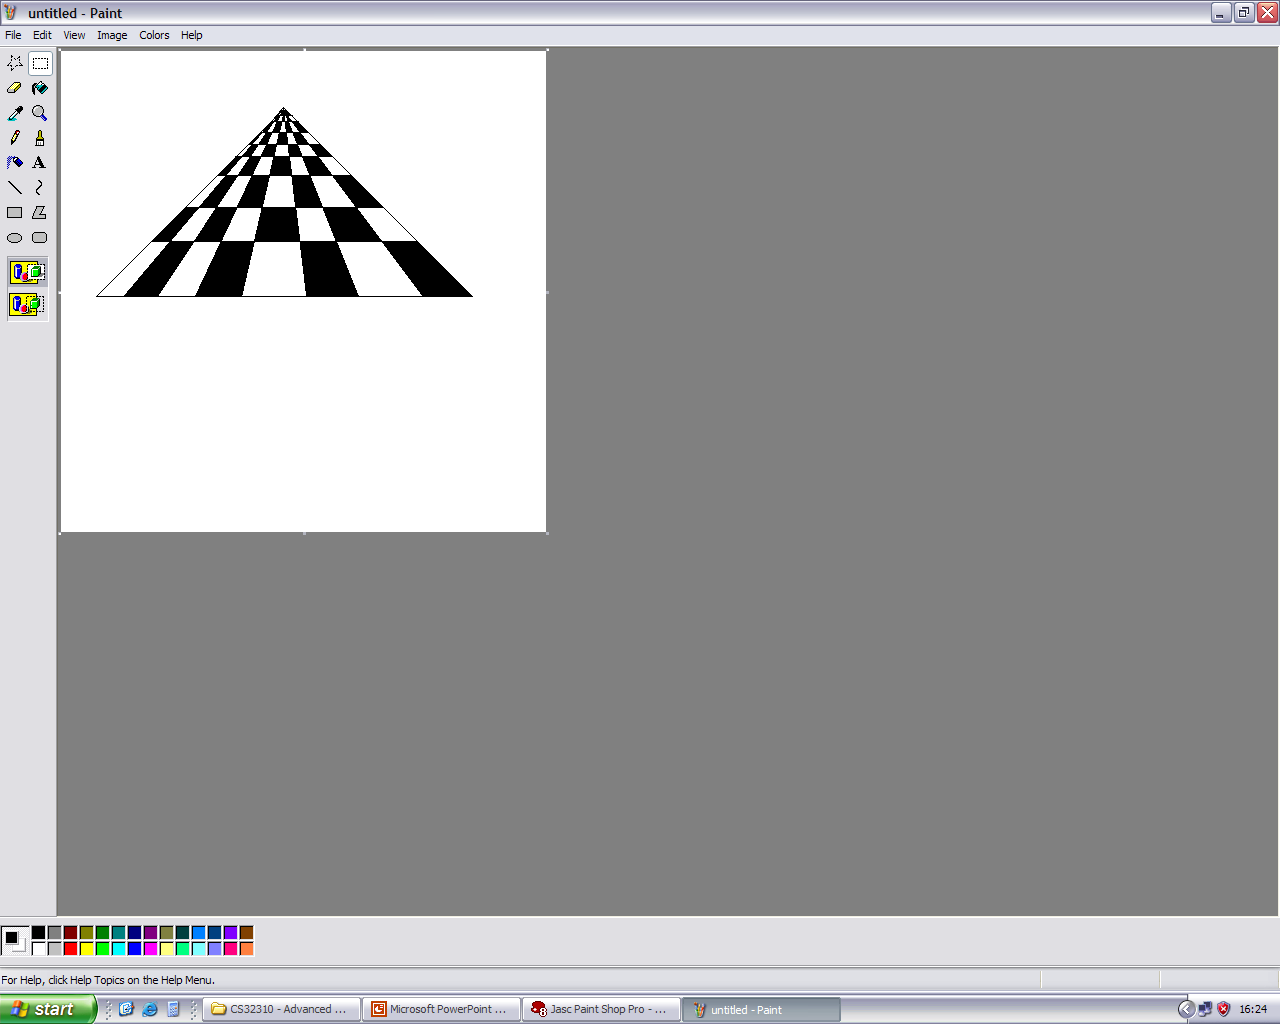 untitled - Paint
File Edit View Image Colors Help
A
For Help, click Help Topics on the Help Menu.
start
CS32310 - Advanced ...
Microsoft PowerPoint ...
8 Jasc Paint Shop Pro - ...
untitled - Paint
16:24